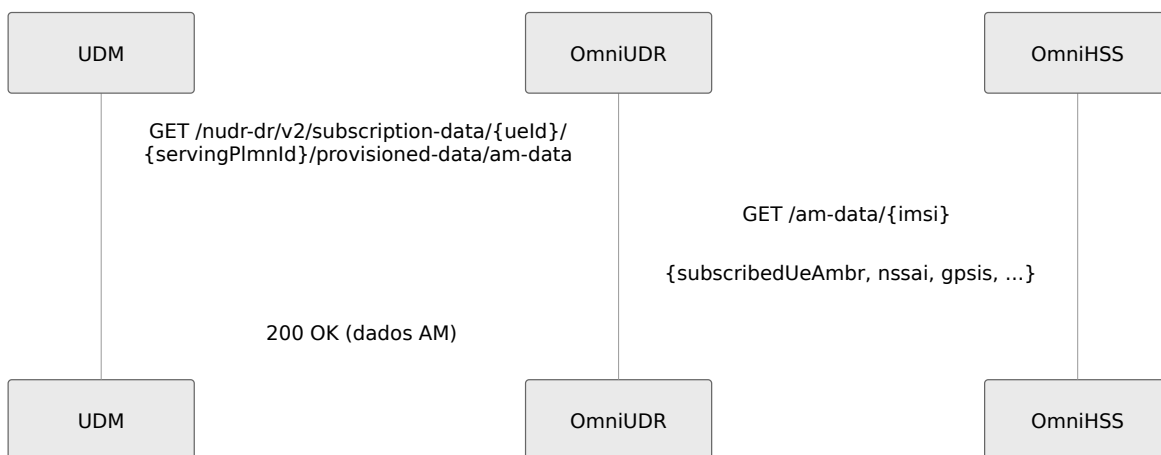 UDM
OmniUDR
OmniHSS
GET /nudr-dr/v2/subscription-data/{ueId}/
{servingPlmnId}/provisioned-data/am-data
GET /am-data/{imsi}
{subscribedUeAmbr, nssai, gpsis, ...}
200 OK (dados AM)
UDM
OmniUDR
OmniHSS